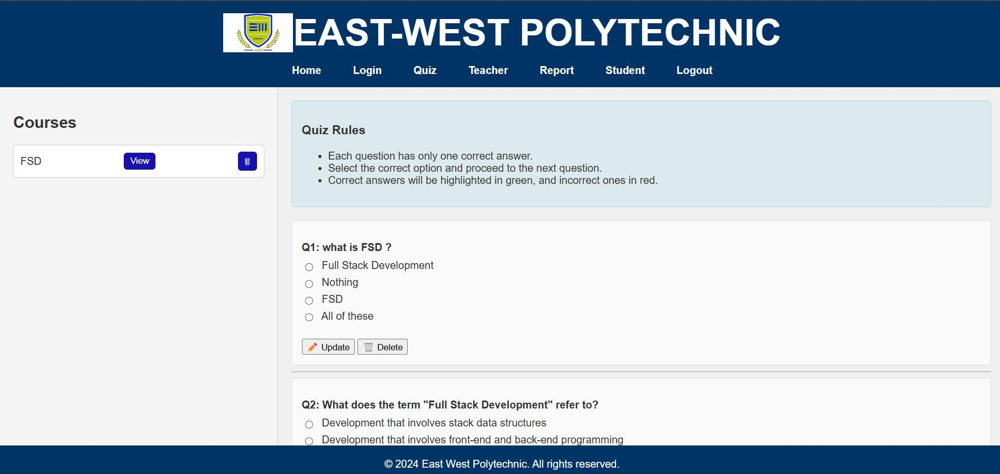 EAST-WEST POLYTECHNIC
1968
Home Login Quiz Teacher Report Student Logout
Courses
FSD View
Quiz Rules
• Each question has only one correct answer.
• Select the correct option and proceed to the next question.
• Correct answers will be highlighted in green, and incorrect ones in red.
Q1: what is FSD ?
Full Stack Development
Nothing
FSD
All of these
Update Delete
Q2: What does the term "Full Stack Development" refer to?
Development that involves stack data structures
Development that involves front-end and back-end programming
© 2024 East West Polytechnic. All rights reserved.